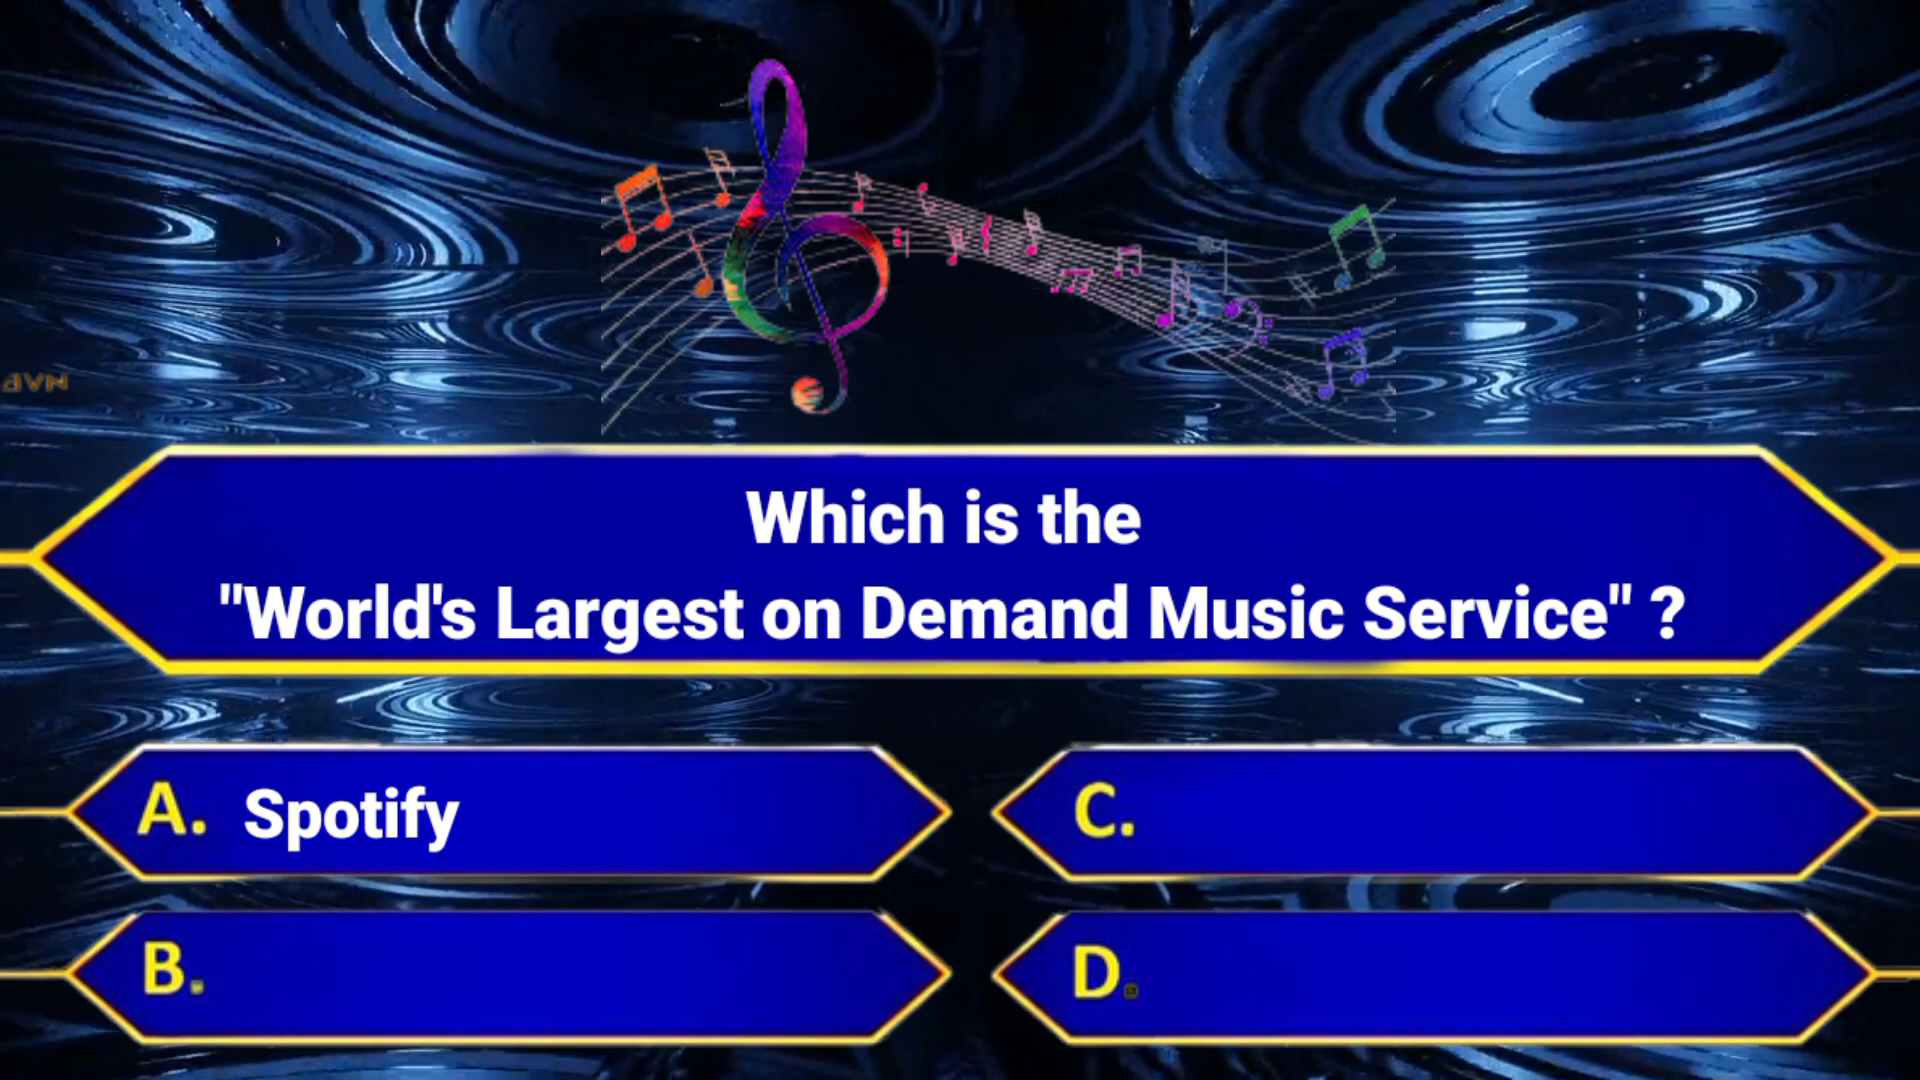 Which is the
"World's Largest on Demand Music Service" ?
A. Spotify
C.
B.
D.